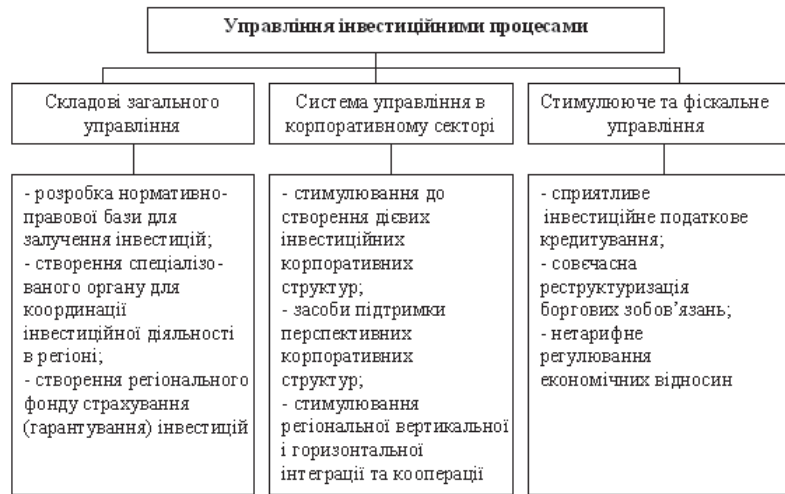 Управління інвестиційними процесами
Складові загального
управління
Система управління в
корпоративному секторі
Стимулююче та фіскальне
управління
- розробка нормативно-
правової бази для
залучення інвестицій;
- створення спеціалізо-
ваного органу для
координації
інвестиційної діяльності
в регіоні;
- створення регіонального
фонду страхування
(гарантування) інвестицій
- стимулювання до
створення дієвих
інвестиційних
корпоративних
структур;
- засоби підтримки
перспективних
корпоративних
структур;
- стимулювання
регіональної вертикальної
і горизонтальної
інтеграції та кооперації
- сприятливе
інвестиційне податкове
кредитування;
- совєчасна
реструктуризація
боргових зобов’язань;
- нетарифне
регулювання
економічних відносин